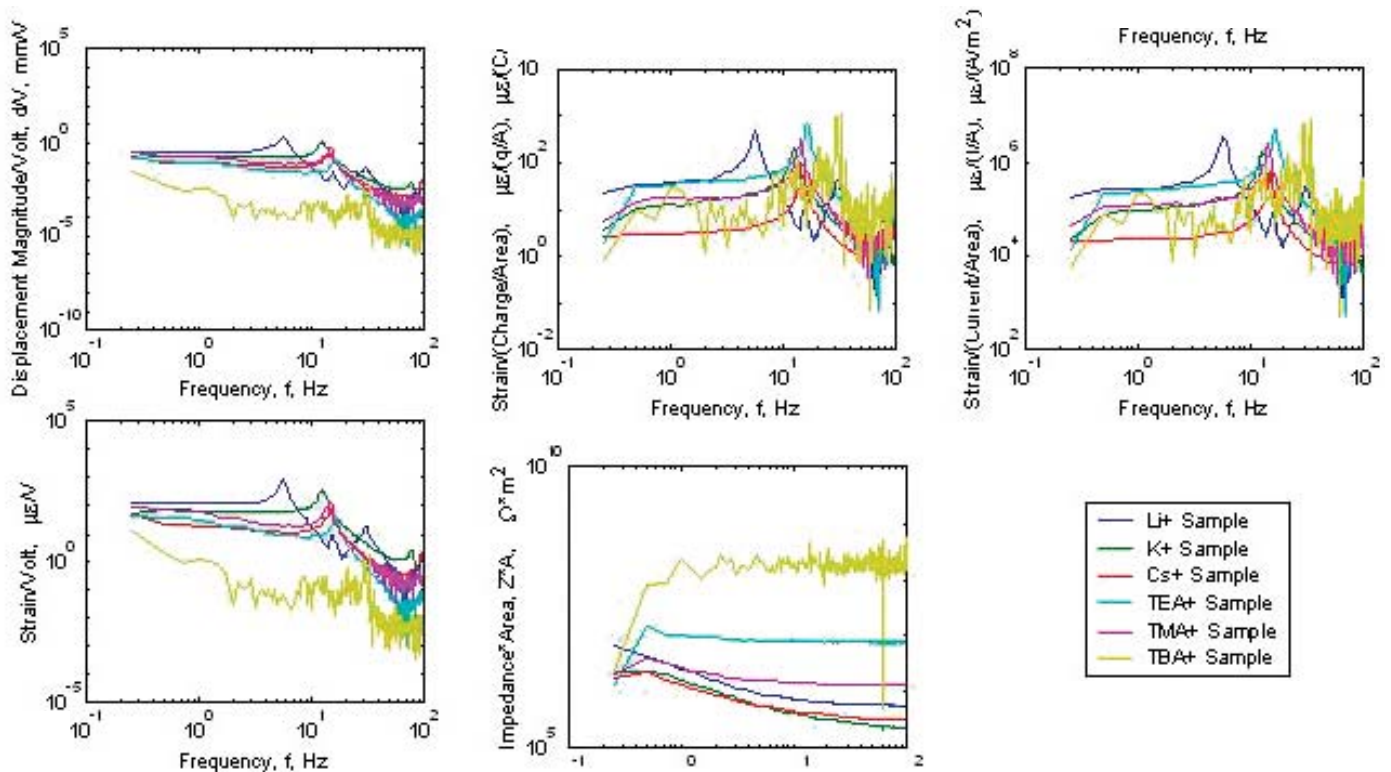 Displacement Magnitude/Volt, d/V, mm/V
10^5
10^0
10^-5
10^-10
10^-1
10^0
10^1
10^2
Frequency, f, Hz
Strain/(Charge/Area), µε/(q/A), µε/(C/
10
10^2
10^0
10^-2
10^-1
10^0
10^1
10^2
Frequency, f, Hz
Frequency, f, Hz
Strain/(Current/Area), µε/(I/A), µε/(A/m^2)
10^8
10^6
10^4
10^2
10^-1
10^0
10^1
10^2
Frequency, f, Hz
Strain/Volt, µε/V
10^5
10^0
10^-5
10^-1
10^0
10^1
10^2
Frequency, f, Hz
Impedance*Area, Z*A, Ω*m^2
10^10
10^5
-1
0
1
2
Li+ Sample
K+ Sample
Cs+ Sample
TEA+ Sample
TMA+ Sample
TBA+ Sample